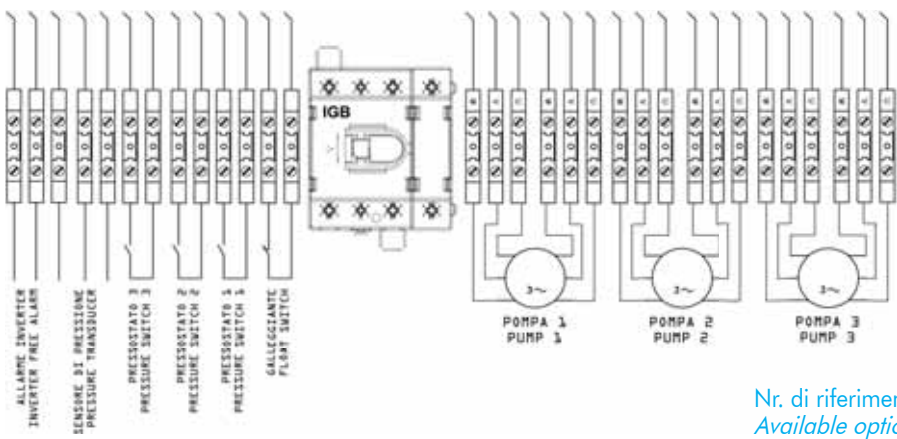 IGB
ALLARME INVERTER
INVERTER FREE ALARM
SENSORE DI PRESSIONE
PRESSURE TRANSDUCER
PRESSOSTATO 3
PRESSURE SWITCH 3
PRESSOSTATO 2
PRESSURE SWITCH 2
PRESSOSTATO 1
PRESSURE SWITCH 1
GALLEGGIANTE
FLOAT SWITCH
3~
POMPA 1
PUMP 1
3~
POMPA 2
PUMP 2
3~
POMPA 3
PUMP 3
Nr. di riferimen
Available optic